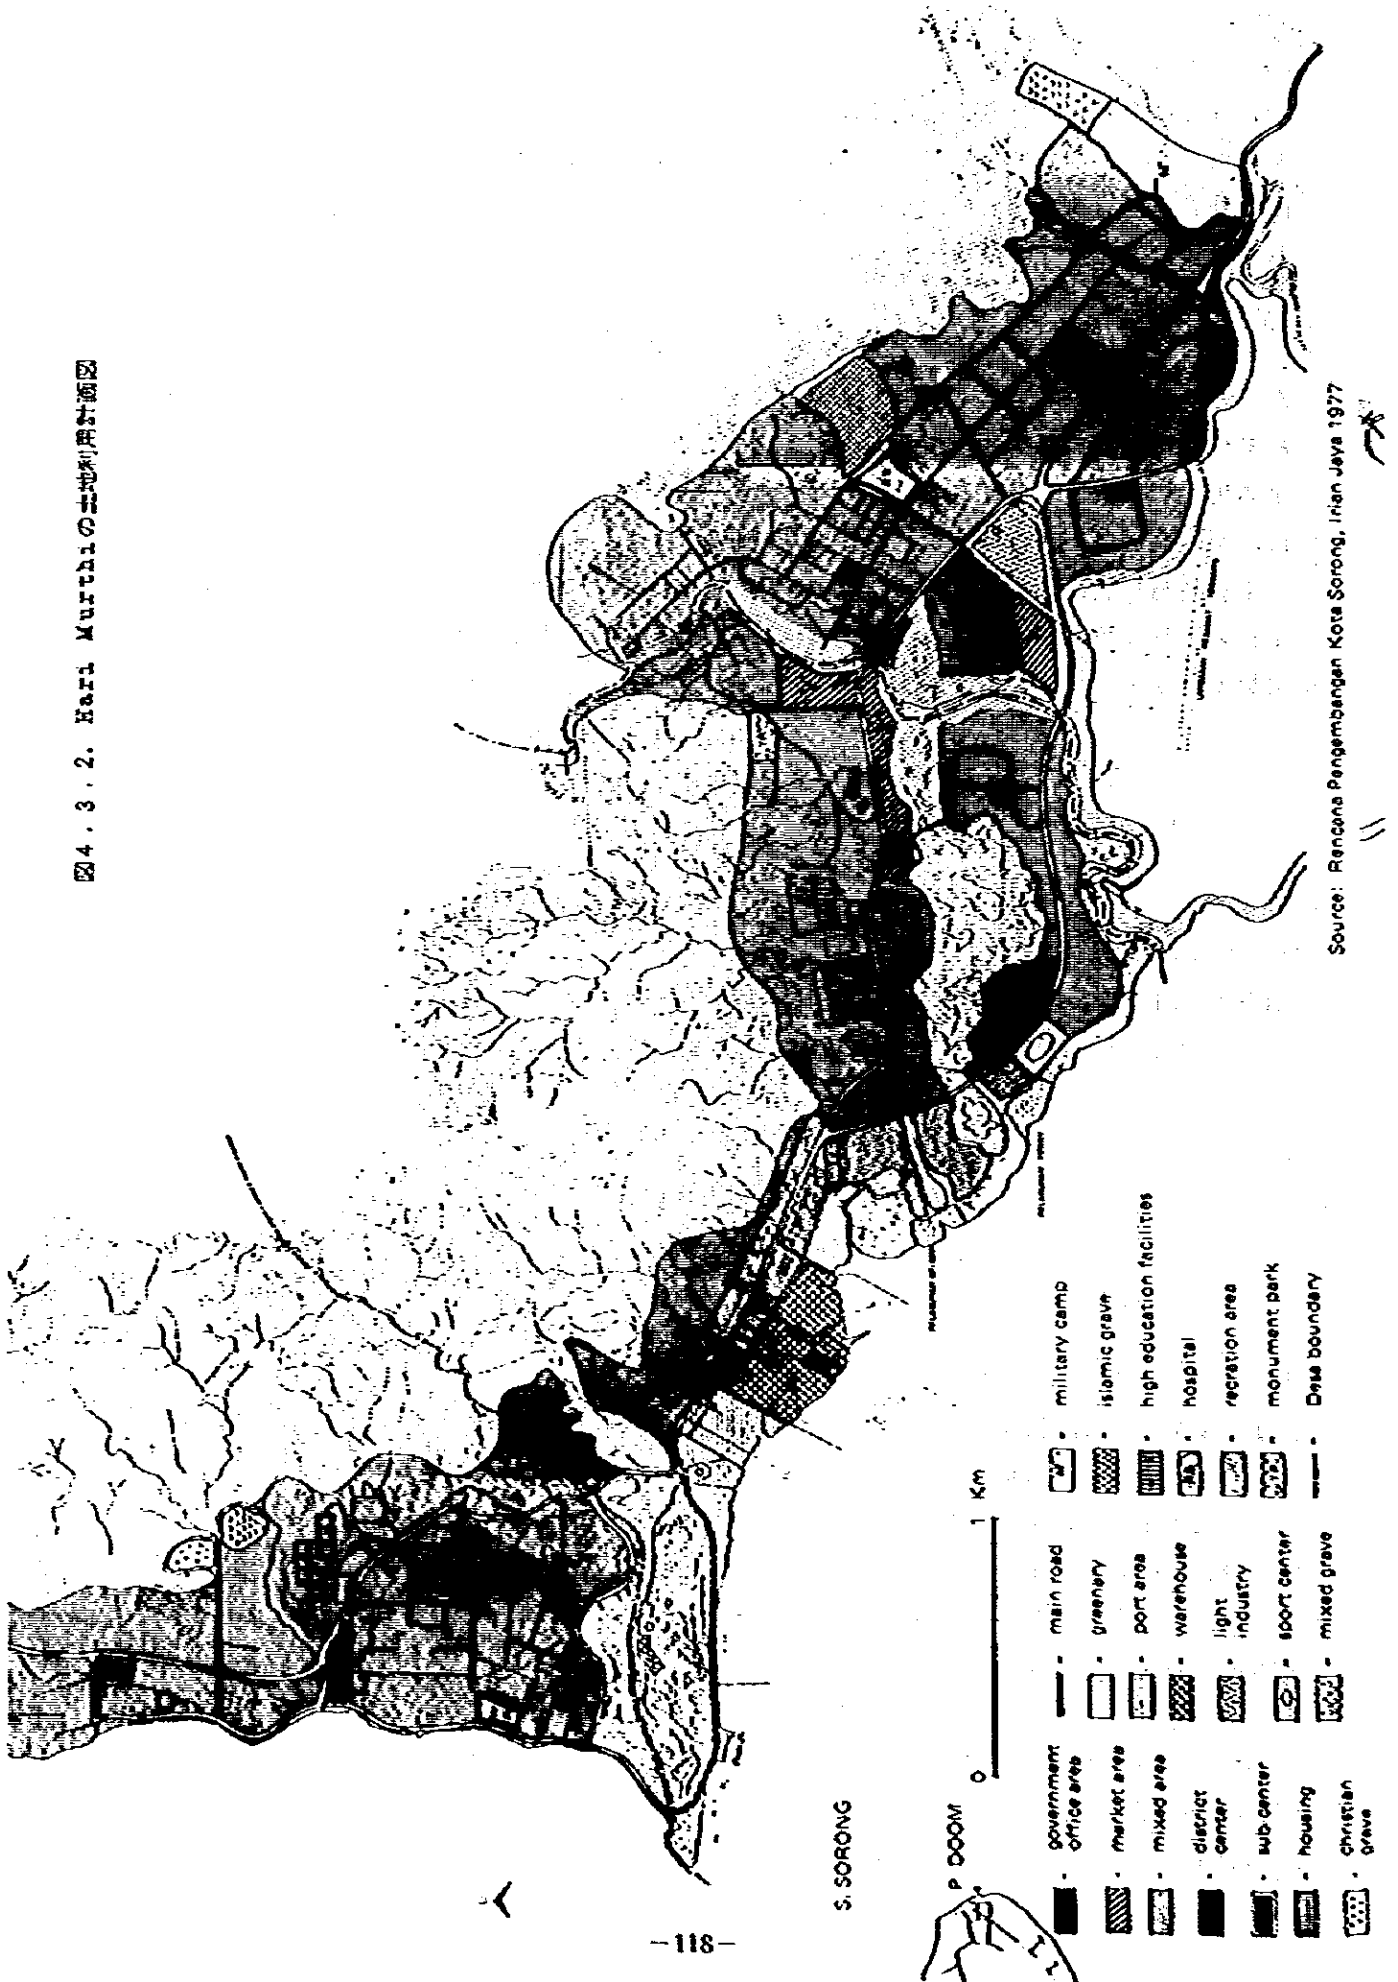 図4.3.2. Hari Murthiの土地利用計画図
S. SORONG
P. DOOM
0 1 Km
government office area
market area
mixed area
district center
sub center
housing
christian grave
main road
greenery
port area
warehouse
light industry
sport center
mixed grave
military camp
islamic grave
high education facilities
hospital
recration area
monument park
Desa boundary
Source: Rencana Pengembangan Kota Sorong, Irian Jaya 1977
－118－